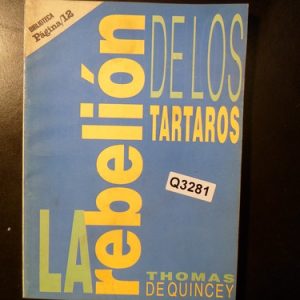 BIBLIOTECA
Página/12
LA rebelión
DE LOS
TARTAROS
Q3281
THOMAS
DE QUINCEY